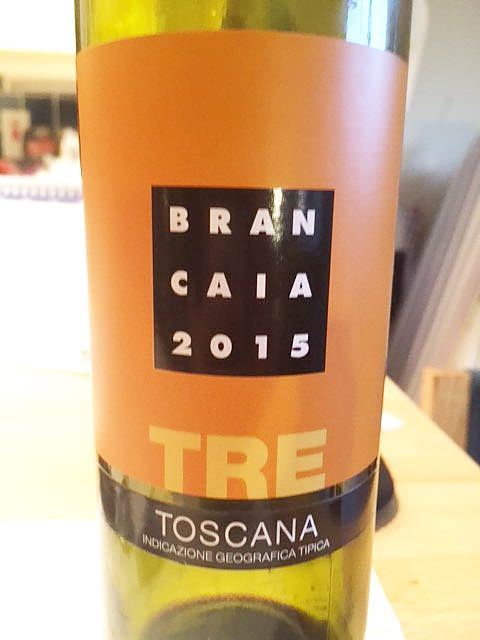 BRAN
CAIA
2015
TRE
TOSCANA
INDICAZIONE GEOGRAFICA TIPICA